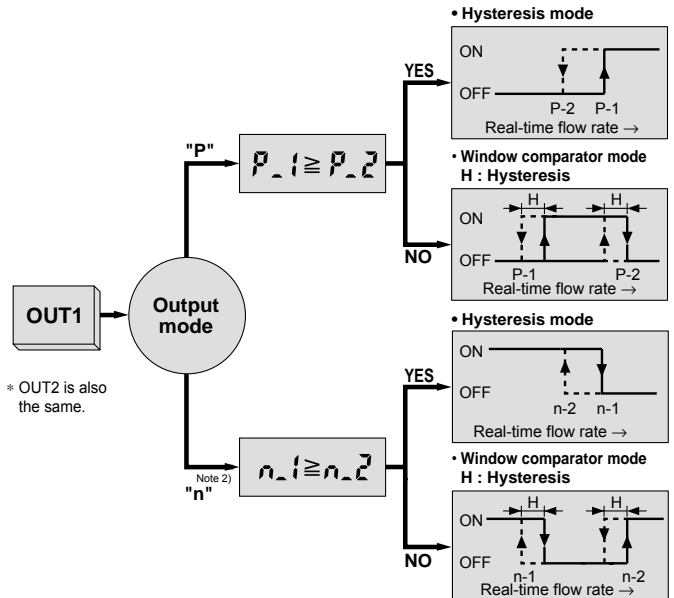 • Hysteresis mode
ON
OFF
P-2 P-1
Real-time flow rate →
YES
"P"
P_1 ≧ P_2
NO
• Window comparator mode
H : Hysteresis
H H
ON
OFF
P-1 P-2
Real-time flow rate →
OUT1
Output
mode
* OUT2 is also
the same.
• Hysteresis mode
ON
OFF
n-2 n-1
Real-time flow rate →
YES
Note 2)
"n"
n_1 ≧ n_2
NO
• Window comparator mode
H : Hysteresis
H H
ON
OFF
n-1 n-2
Real-time flow rate →